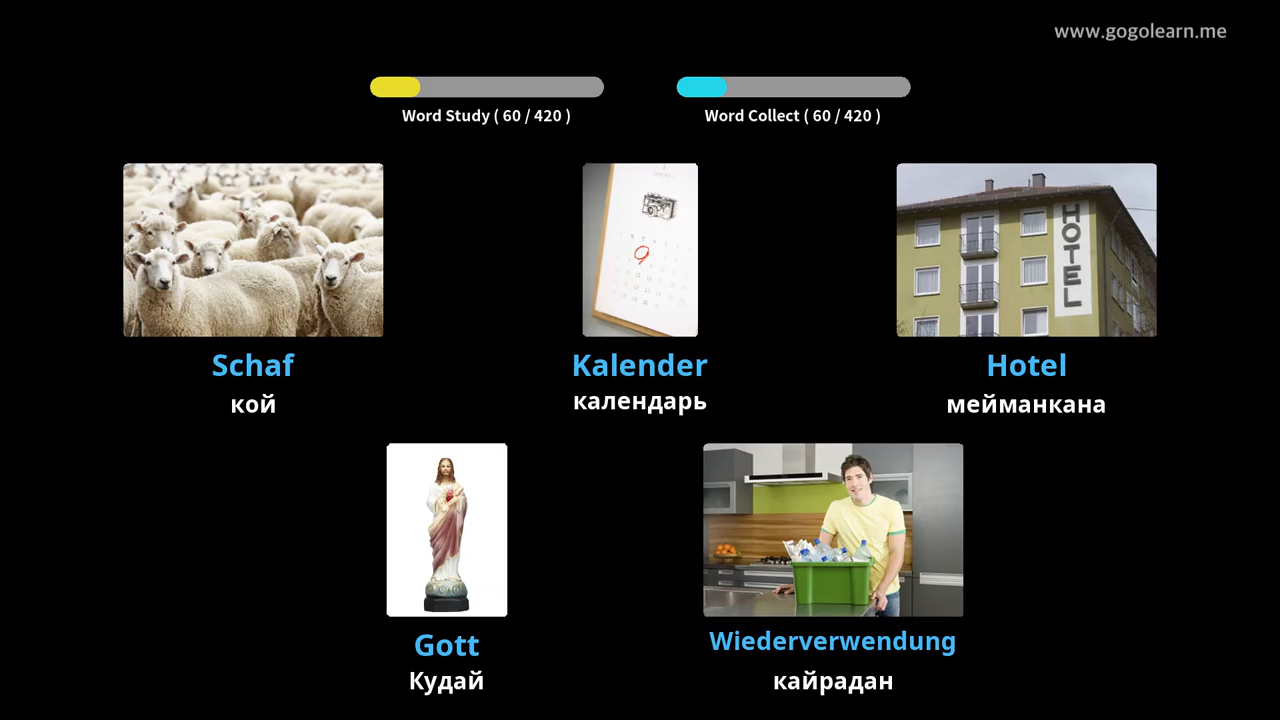 www.gogolearn.me
Word Study ( 60 / 420 )
Word Collect ( 60 / 420 )
HOTEL
Schaf
Kalender
Hotel
кой
календарь
мейманкана
Gott
Wiederverwendung
Кудай
кайрадан